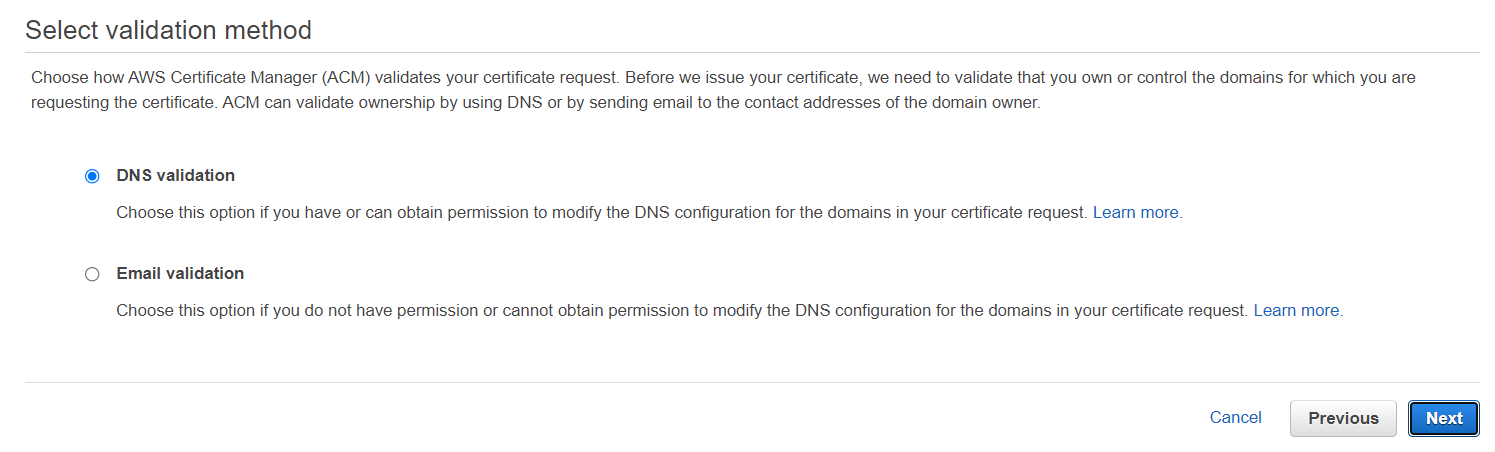 Select validation method
Choose how AWS Certificate Manager (ACM) validates your certificate request. Before we issue your certificate, we need to validate that you own or control the domains for which you are
requesting the certificate. ACM can validate ownership by using DNS or by sending email to the contact addresses of the domain owner.
DNS validation
Choose this option if you have or can obtain permission to modify the DNS configuration for the domains in your certificate request. Learn more.
Email validation
Choose this option if you do not have permission or cannot obtain permission to modify the DNS configuration for the domains in your certificate request. Learn more.
Cancel Previous Next